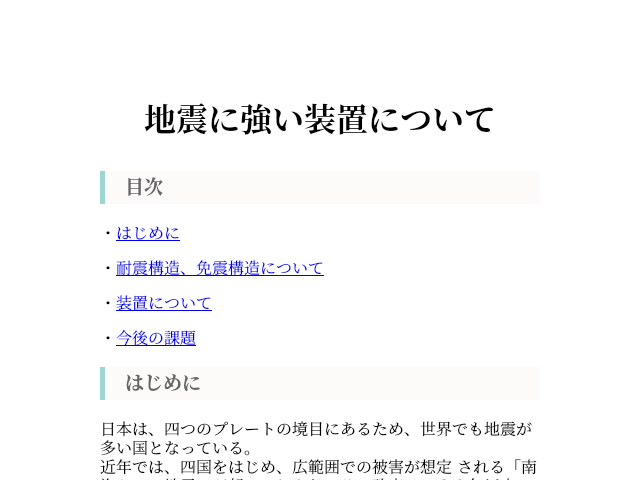 地震に強い装置について
目次
・はじめに
・耐震構造、免震構造について
・装置について
・今後の課題
はじめに
日本は、四つのプレートの境目にあるため、世界でも地震が
多い国となっている。
近年では、四国をはじめ、広範囲での被害が想定 される「南